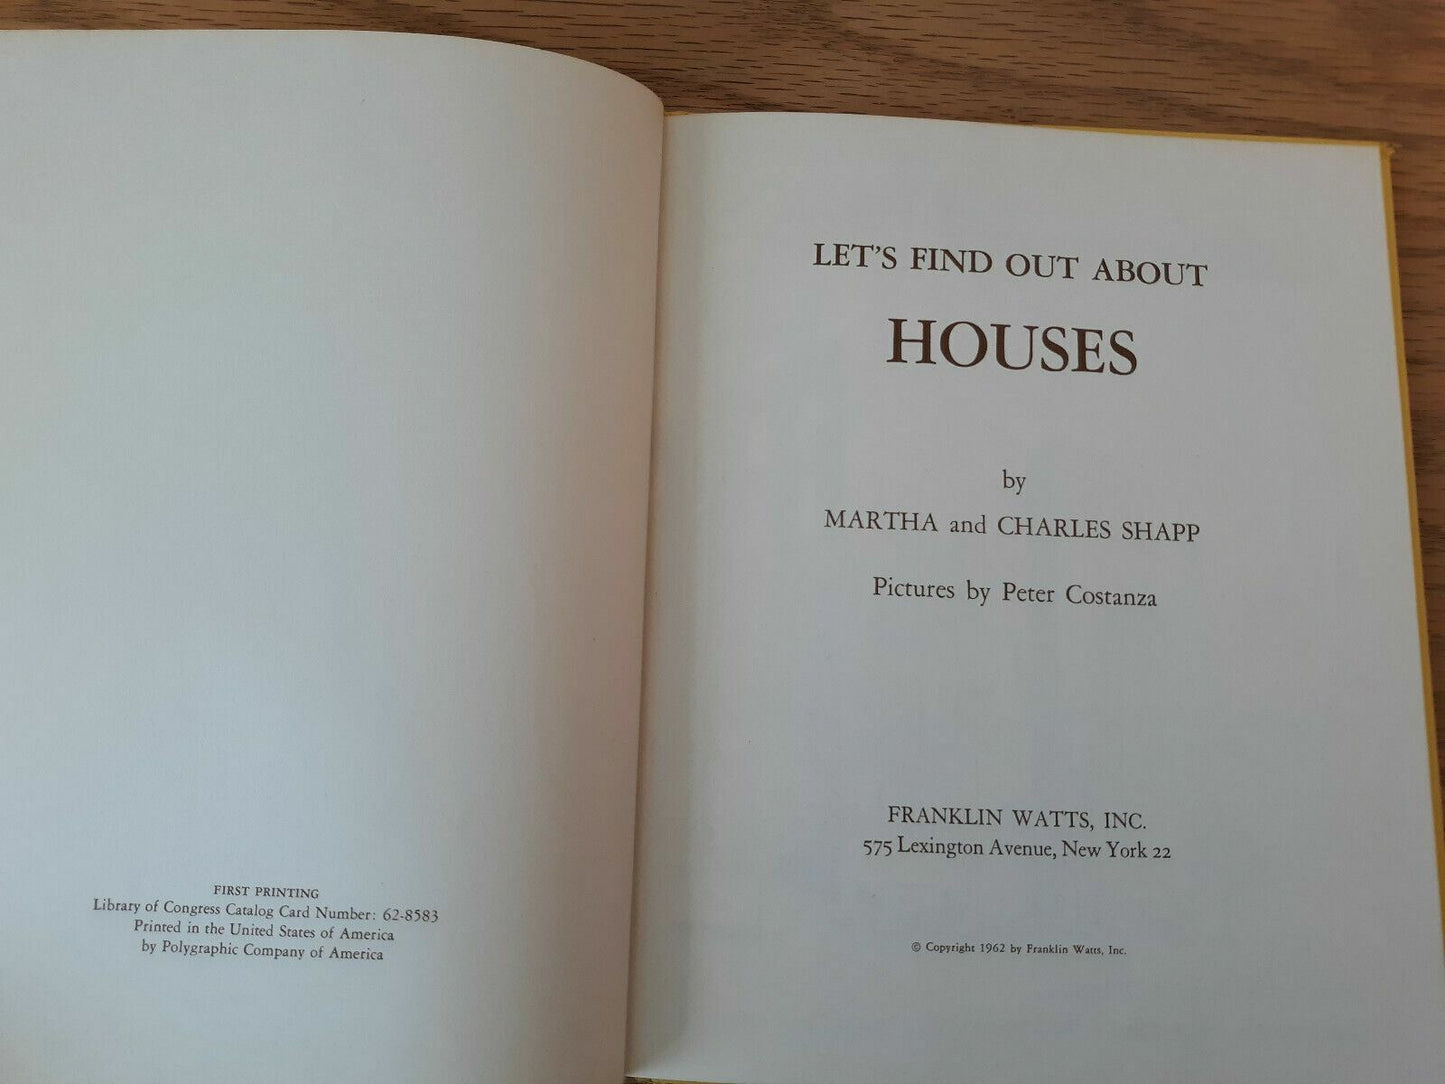 FIRST PRINTING
Library of Congress Catalog Card Number: 62-8583
Printed in the United States of America
by Polygraphic Company of America
LET'S FIND OUT ABOUT
HOUSES
by
MARTHA and CHARLES SHAPP
Pictures by Peter Costanza
FRANKLIN WATTS, INC.
575 Lexington Avenue, New York 22
© Copyright 1962 by Franklin Watts, Inc.